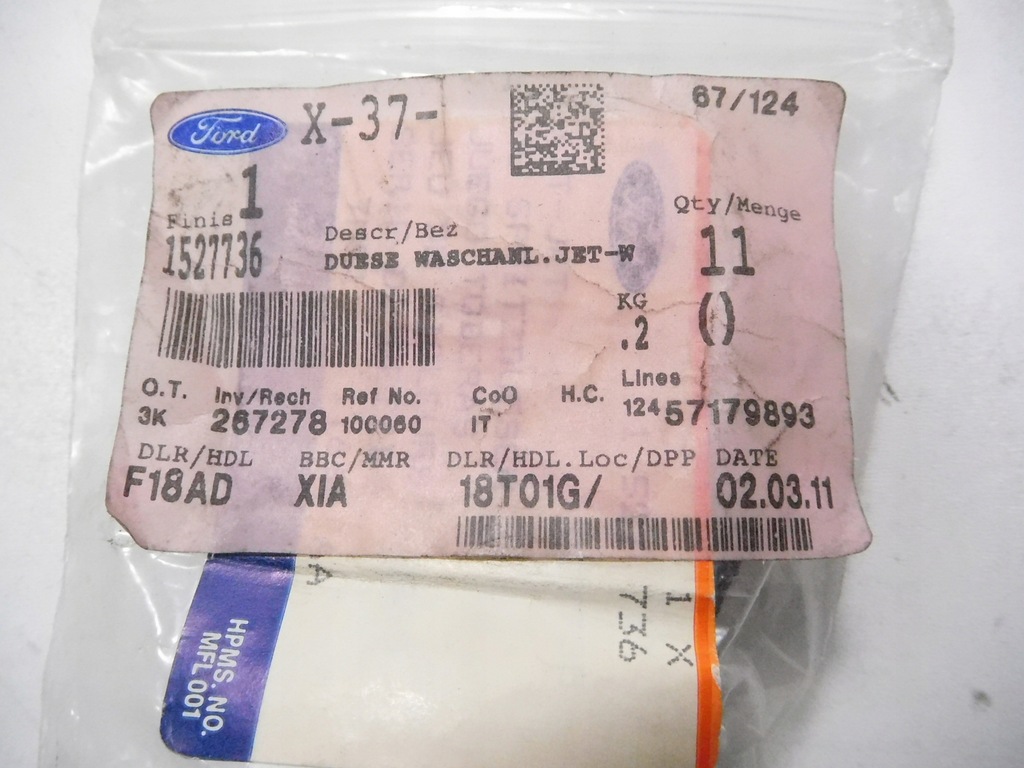 Ford X-37- 67/124
Finis 1 Descr/Bez Qty/Menge
1527736 DUESE WASCHANL.JET-W 11
KG
.2 ()
O.T. Inv/Rech Ref No. CoO H.C. Lines
3K 267278 100060 IT 124 57179893
DLR/HDL BBC/MMR DLR/HDL.Loc/DPP DATE
F18AD XIA 18T01G/ 02.03.11
A
1 X
736
HPMS. NO.
MFL 001